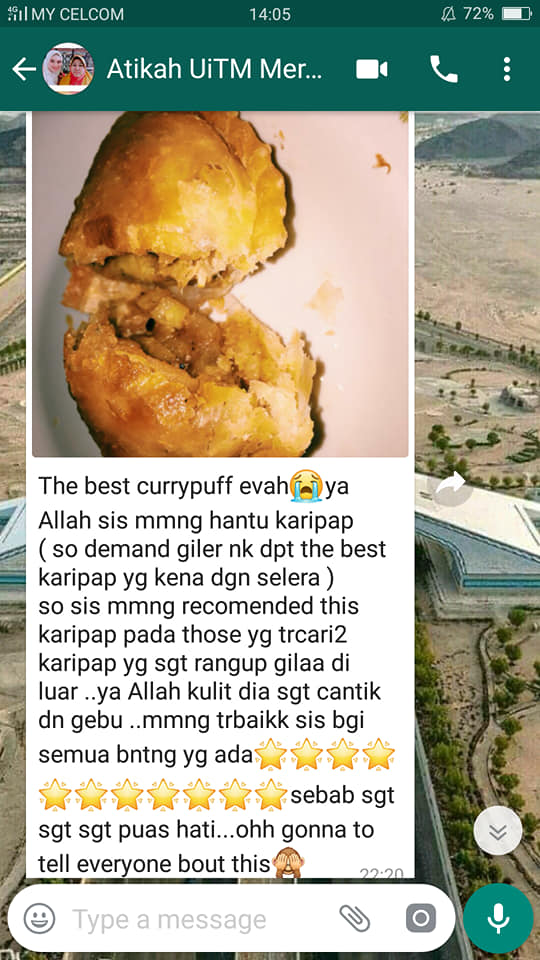 4G MY CELCOM 14:05 72%
Atikah UiTM Mer...
The best currypuff evah😭ya
Allah sis mmng hantu karipap
( so demand giler nk dpt the best
karipap yg kena dgn selera )
so sis mmng recomended this
karipap pada those yg trcari2
karipap yg sgt rangup gilaa di
luar ..ya Allah kulit dia sgt cantik
dn gebu ..mmng trbaikk sis bgi
semua bntng yg ada🌟🌟🌟🌟
🌟🌟🌟🌟🌟🌟🌟sebab sgt
sgt sgt puas hati...ohh gonna to
tell everyone bout this🙈
22:20
Type a message